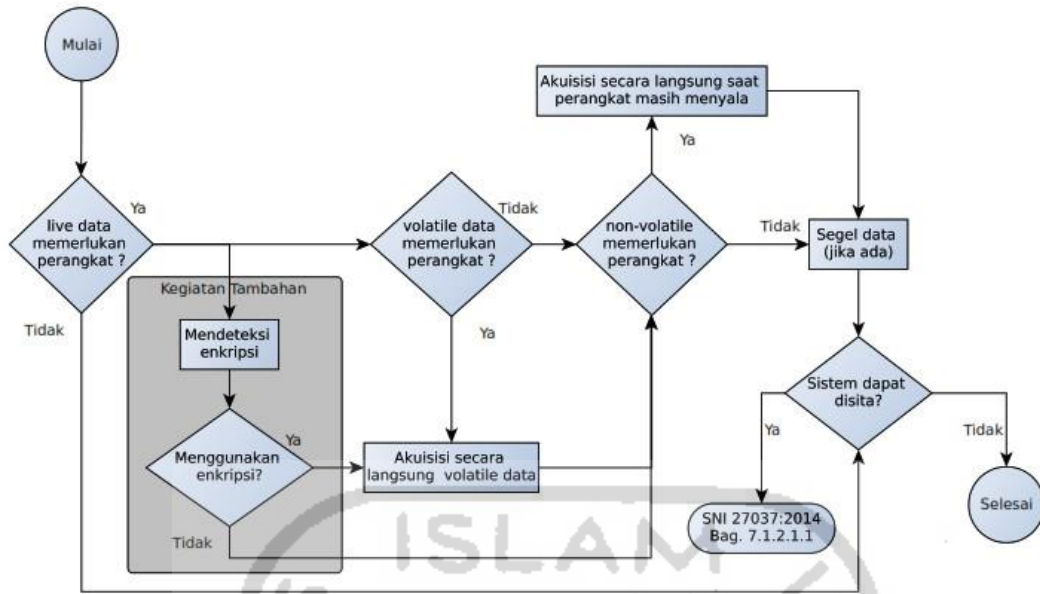 Mulai
Akuisisi secara langsung saat
perangkat masih menyala
Ya
Ya
live data
memerlukan
perangkat ?
volatile data
memerlukan
perangkat ?
Tidak
non-volatile
memerlukan
perangkat ?
Tidak
Segel data
(jika ada)
Kegiatan Tambahan
Tidak
Mendeteksi
enkripsi
Ya
Sistem dapat
disita?
Ya
Tidak
Menggunakan
enkripsi?
Ya
Akuisisi secara
langsung volatile data
Selesai
SNI 27037:2014
Bag. 7.1.2.1.1
Tidak
ISLAM